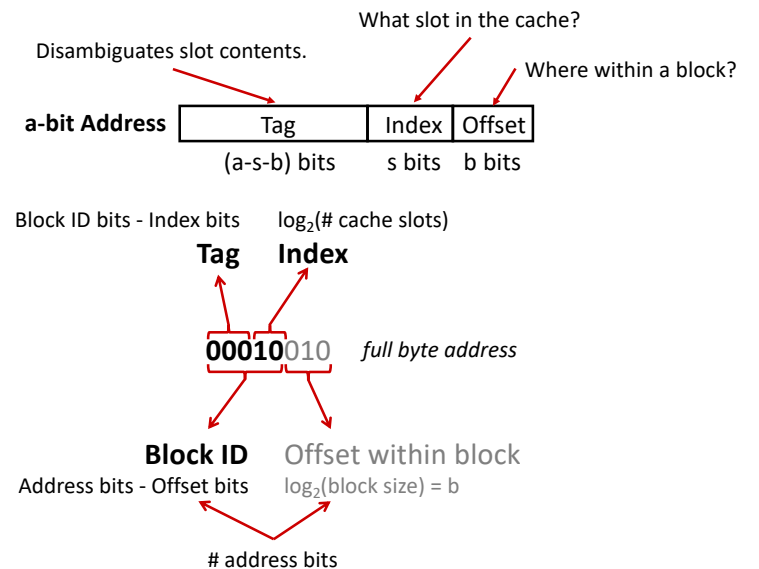 What slot in the cache?
Disambiguates slot contents.
Where within a block?
a-bit Address Tag Index Offset
(a-s-b) bits s bits b bits
Block ID bits - Index bits log₂(# cache slots)
Tag Index
00010010 full byte address
Block ID Offset within block
Address bits - Offset bits log₂(block size) = b
# address bits